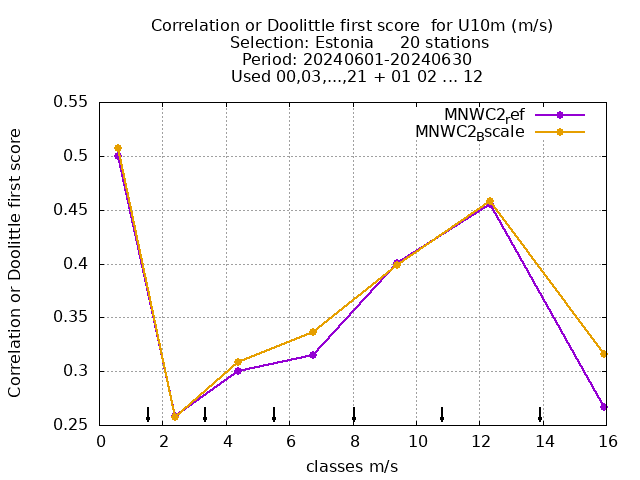 Correlation or Doolittle first score  for U10m (m/s)
Selection: Estonia     20 stations
Period: 20240601-20240630
Used 00,03,...,21 + 01 02 ... 12
MNWC2ref
MNWC2Bscale
Correlation or Doolittle first score
0.55
0.5
0.45
0.4
0.35
0.3
0.25
0 2 4 6 8 10 12 14 16
classes m/s